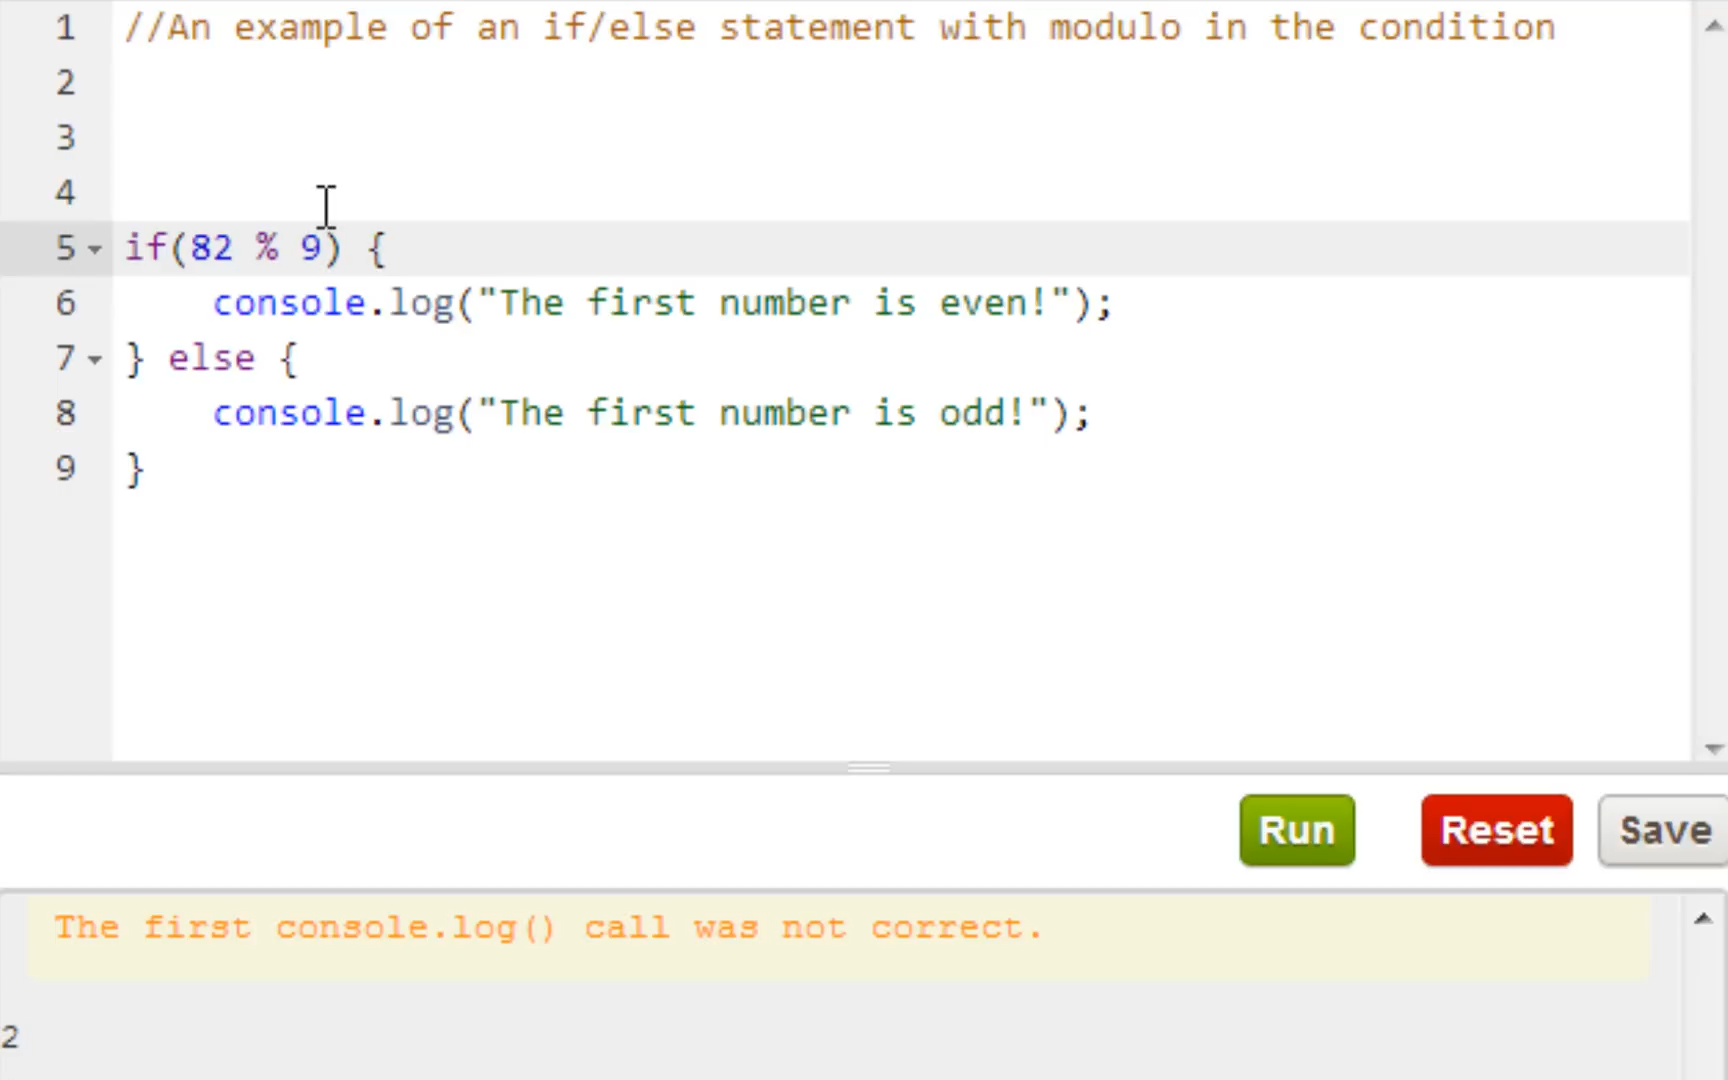 1 //An example of an if/else statement with modulo in the condition
2
3
4
5 if(82 % 9) {
6     console.log("The first number is even!");
7 } else {
8     console.log("The first number is odd!");
9 }
Run Reset Save
The first console.log() call was not correct.
2